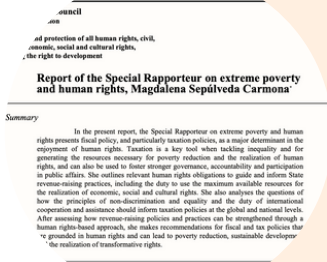 ouncil
ion
ed protection of all human rights, civil,
onomic, social and cultural rights,
the right to development
Report of the Special Rapporteur on extreme poverty
and human rights, Magdalena Sepúlveda Carmona*
Summary
In the present report, the Special Rapporteur on extreme poverty and human
rights presents fiscal policy, and particularly taxation policies, as a major determinant in the
enjoyment of human rights. Taxation is a key tool when tackling inequality and for
generating the resources necessary for poverty reduction and the realization of human
rights, and can also be used to foster stronger governance, accountability and participation
in public affairs. She outlines relevant human rights obligations to guide and inform State
revenue-raising practices, including the duty to use the maximum available resources for
the realization of economic, social and cultural rights. She also analyses the questions of
how the principles of non-discrimination and equality and the duty of international
cooperation and assistance should inform taxation policies at the global and national levels.
After assessing how revenue-raising policies and practices can be strengthened through a
human rights-based approach, she makes recommendations for fiscal and tax policies that
re grounded in human rights and can lead to poverty reduction, sustainable developme
the realization of transformative rights.